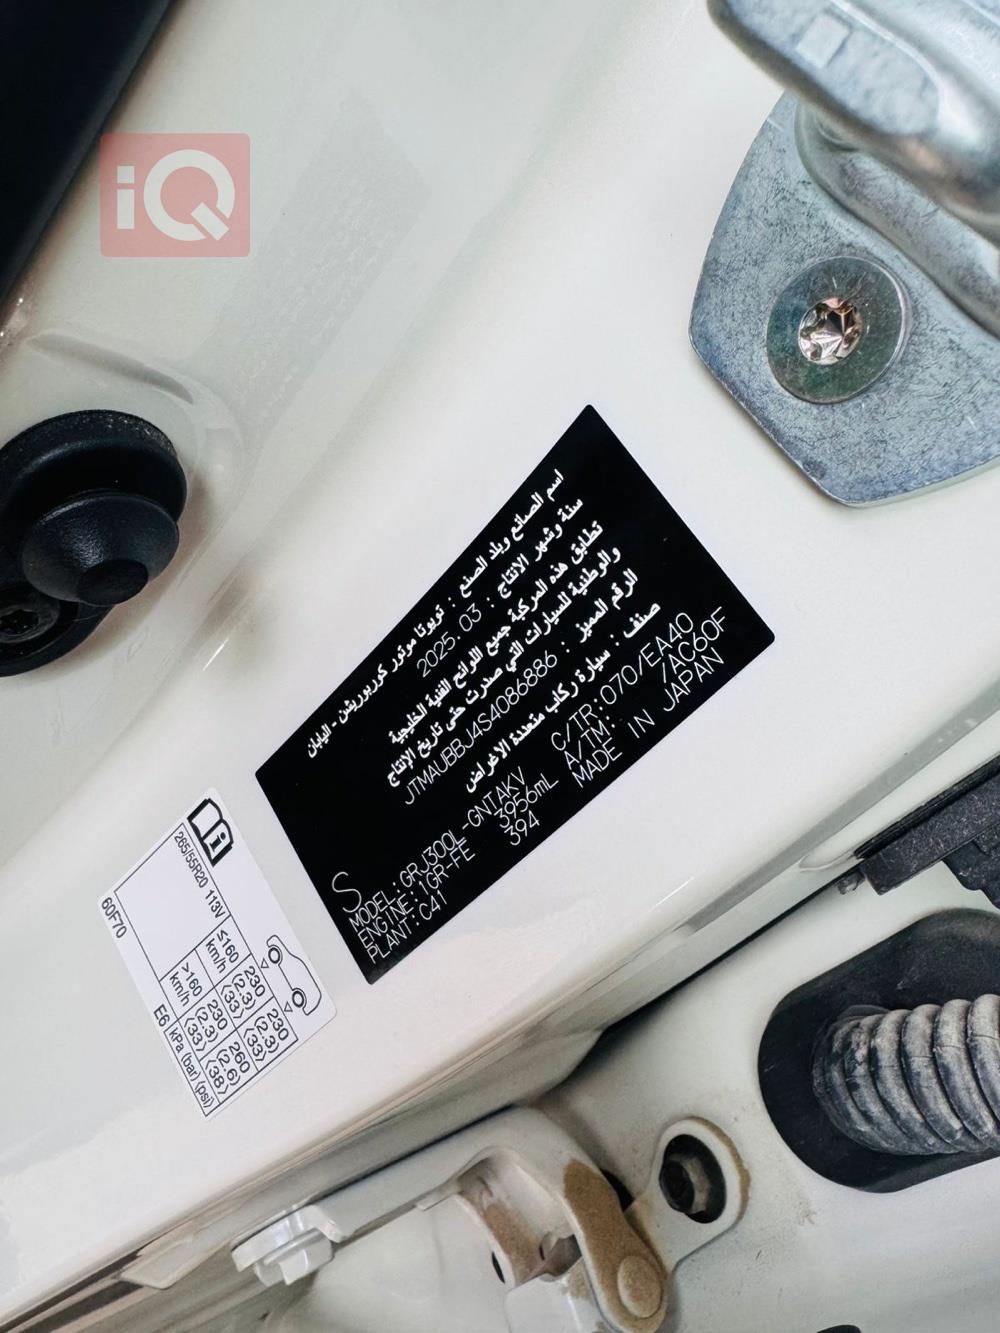 iQ
اسم الصانع وبلد الصنع : تويوتا موتور كوربوريشن - اليابان
سنة وشهر الانتاج : 2025.03
تطابق هذه المركبة جميع اللوائح الفنية الخليجية
والوطنية للسيارات التي صدرت حتى تاريخ الإنتاج
الرقم المميز : JTMAUBBJ4S4086886
صنف : سيارة ركاب متعددة الاغراض
S
MODEL:GRJ300L-GNTAKV C/TR:070/EA40
ENGINE:1GR-FE 3956mL A/TM: /AC60F
PLANT:C41 394 MADE IN JAPAN
265/55R20 113V
≤160 km/h 230 (2.3) (33) 230 (2.3) (33)
>160 km/h 230 (2.3) (33) 260 (2.6) (38)
60F70 E6 kPa (bar) (psi)